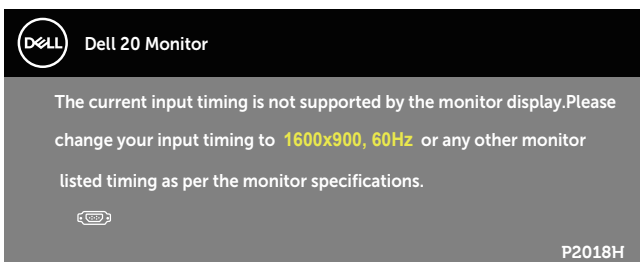 DELL Dell 20 Monitor
The current input timing is not supported by the monitor display.Please
change your input timing to 1600x900, 60Hz or any other monitor
listed timing as per the monitor specifications.
P2018H